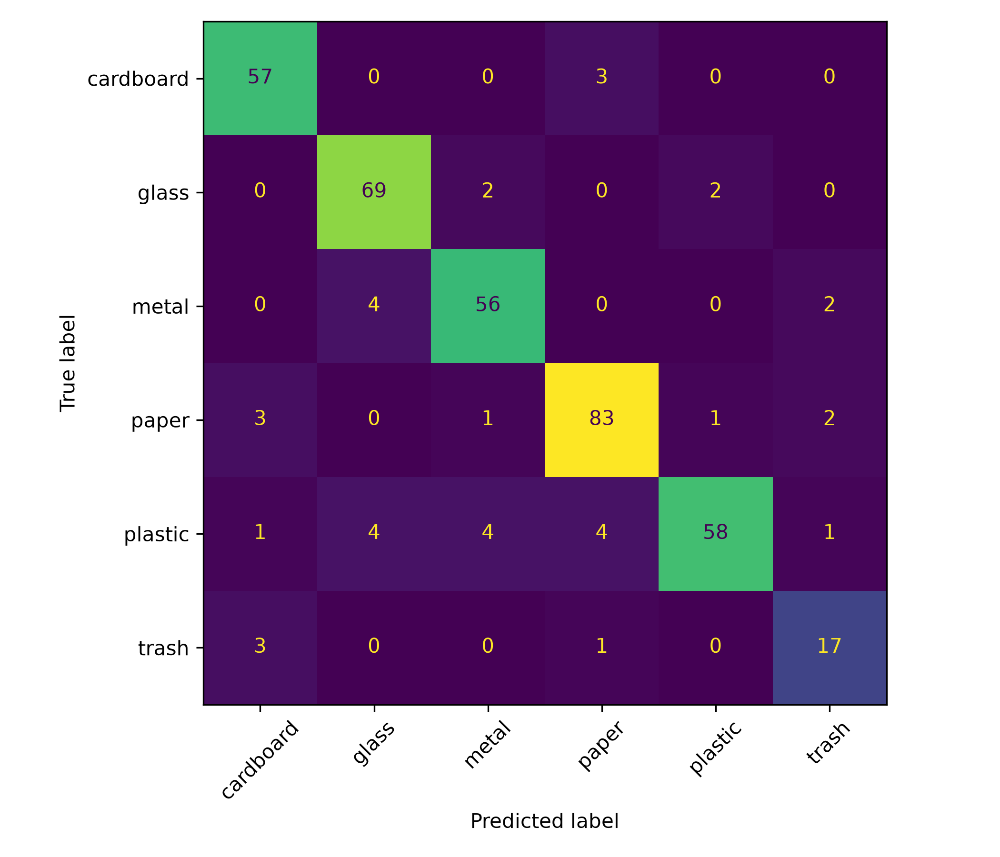 cardboard 57 0 0 3 0 0
glass 0 69 2 0 2 0
metal 0 4 56 0 0 2
True label
paper 3 0 1 83 1 2
plastic 1 4 4 4 58 1
trash 3 0 0 1 0 17
cardboard glass metal paper plastic trash
Predicted label